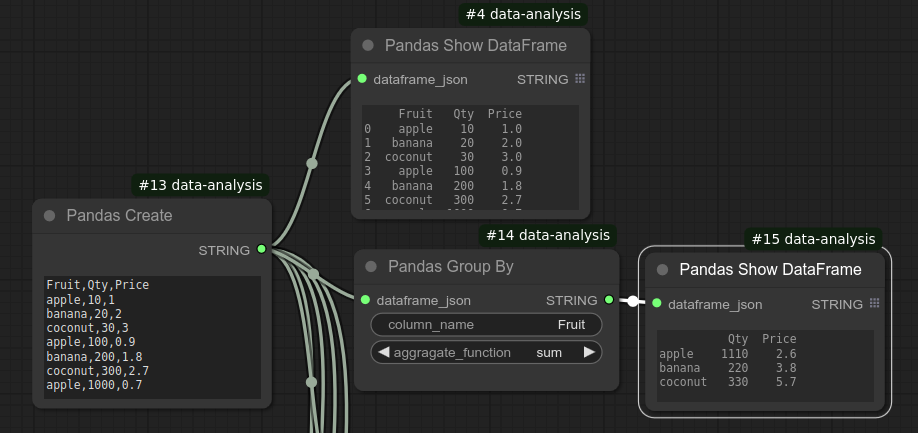 #4 data-analysis
Pandas Show DataFrame
dataframe_json STRING
Fruit Qty Price
0 apple 10 1.0
1 banana 20 2.0
2 coconut 30 3.0
3 apple 100 0.9
4 banana 200 1.8
5 coconut 300 2.7
#13 data-analysis
Pandas Create
STRING
Fruit,Qty,Price
apple,10,1
banana,20,2
coconut,30,3
apple,100,0.9
banana,200,1.8
coconut,300,2.7
apple,1000,0.7
#14 data-analysis
Pandas Group By
dataframe_json STRING
column_name Fruit
aggragate_function sum
#15 data-analysis
Pandas Show DataFrame
dataframe_json STRING
Qty Price
apple 1110 2.6
banana 220 3.8
coconut 330 5.7